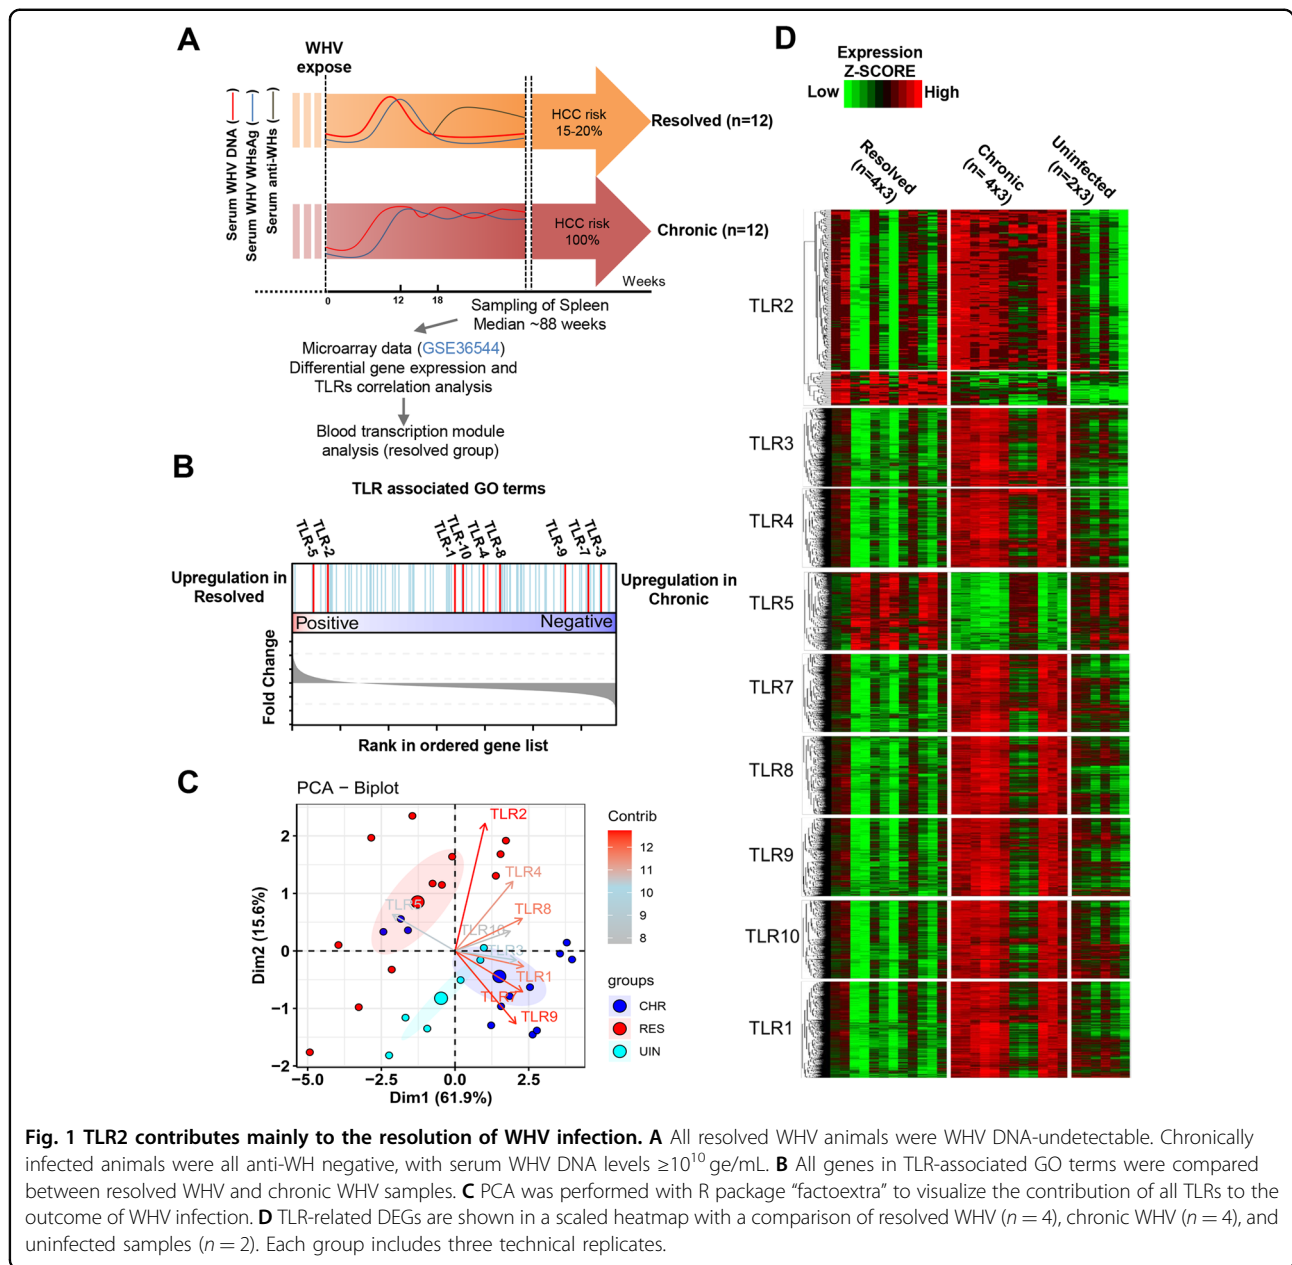 A
WHV
expose
Serum WHV DNA (—)
Serum WHV WHsAg (—)
Serum anti-WHs (—)
HCC risk
15-20%
Resolved (n=12)
HCC risk
100%
Chronic (n=12)
Weeks
0
12
18
Sampling of Spleen
Median ~88 weeks
Microarray data (GSE36544)
Differential gene expression and
TLRs correlation analysis
Blood transcription module
analysis (resolved group)
B
TLR associated GO terms
TLR-5
TLR-2
TLR-1
TLR-10
TLR-4
TLR-8
TLR-9
TLR-7
TLR-3
Upregulation in
Resolved
Upregulation in
Chronic
Positive
Negative
Fold Change
Rank in ordered gene list
C
PCA – Biplot
TLR2
TLR4
TLR5
TLR8
TLR10
TLR3
TLR1
TLR7
TLR9
2
1
0
−1
−2
Dim2 (15.6%)
−5.0
−2.5
0.0
2.5
Dim1 (61.9%)
Contrib
12
11
10
9
8
groups
CHR
RES
UIN
D
Expression
Z-SCORE
Low
High
Resolved
(n=4x3)
Chronic
(n= 4x3)
Uninfected
(n=2x3)
TLR2
TLR3
TLR4
TLR5
TLR7
TLR8
TLR9
TLR10
TLR1
Fig. 1 TLR2 contributes mainly to the resolution of WHV infection. A All resolved WHV animals were WHV DNA-undetectable. Chronically
infected animals were all anti-WH negative, with serum WHV DNA levels ≥10¹⁰ ge/mL. B All genes in TLR-associated GO terms were compared
between resolved WHV and chronic WHV samples. C PCA was performed with R package “factoextra” to visualize the contribution of all TLRs to the
outcome of WHV infection. D TLR-related DEGs are shown in a scaled heatmap with a comparison of resolved WHV (n = 4), chronic WHV (n = 4), and
uninfected samples (n = 2). Each group includes three technical replicates.